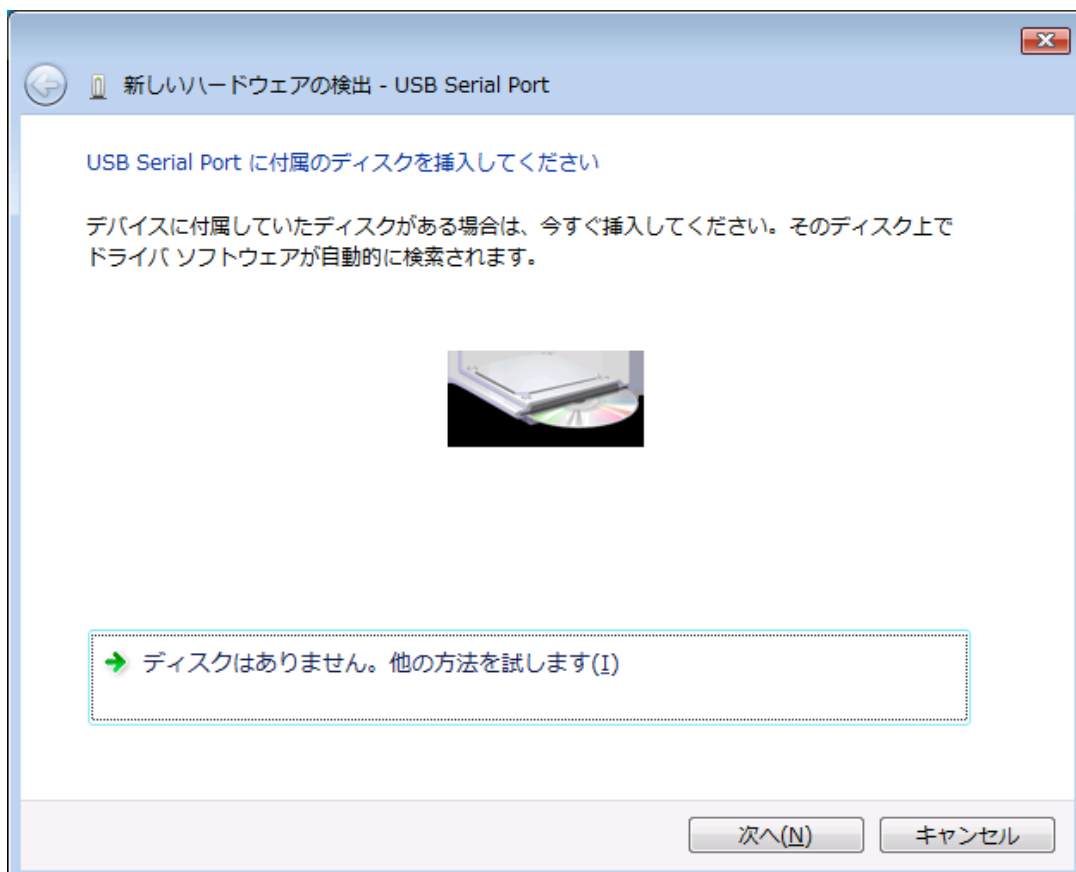 新しいハードウェアの検出 - USB Serial Port
USB Serial Port に付属のディスクを挿入してください
デバイスに付属していたディスクがある場合は、今すぐ挿入してください。そのディスク上で
ドライバ ソフトウェアが自動的に検索されます。
ディスクはありません。他の方法を試します(I)
次へ(N) キャンセル